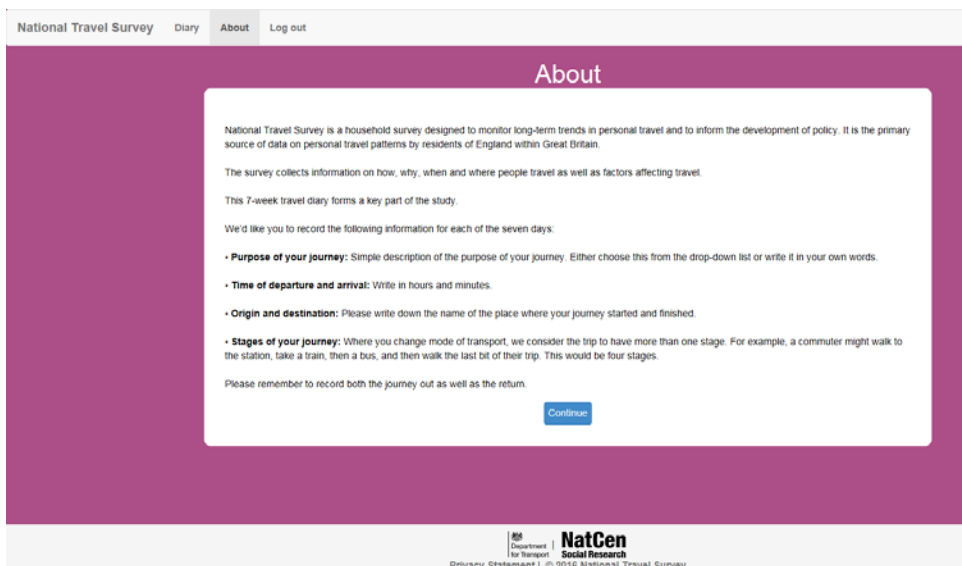 National Travel Survey Diary About Log out
About
National Travel Survey is a household survey designed to monitor long-term trends in personal travel and to inform the development of policy. It is the primary
source of data on personal travel patterns by residents of England within Great Britain.
The survey collects information on how, why, when and where people travel as well as factors affecting travel.
This 7-week travel diary forms a key part of the study.
We'd like you to record the following information for each of the seven days:
• Purpose of your journey: Simple description of the purpose of your journey. Either choose this from the drop-down list or write it in your own words.
• Time of departure and arrival: Write in hours and minutes.
• Origin and destination: Please write down the name of the place where your journey started and finished.
• Stages of your journey: Where you change mode of transport, we consider the trip to have more than one stage. For example, a commuter might walk to
the station, take a train, then a bus, and then walk the last bit of their trip. This would be four stages.
Please remember to record both the journey out as well as the return.
Continue
Department
for Transport
NatCen
Social Research
Privacy Statement | © 2016 National Travel Survey